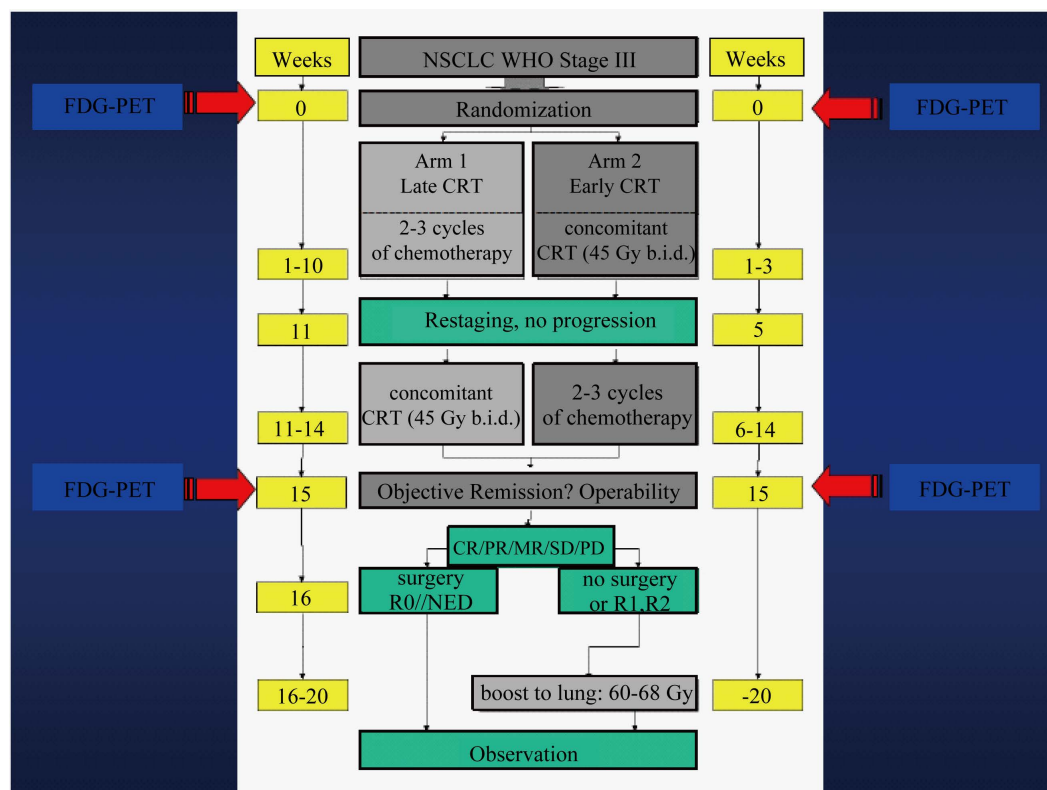 Weeks
NSCLC WHO Stage III
Weeks
FDG-PET
0
Randomization
0
FDG-PET
Arm 1
Late CRT
Arm 2
Early CRT
2-3 cycles
of chemotherapy
concomitant
CRT (45 Gy b.i.d.)
1-10
1-3
11
Restaging, no progression
5
concomitant
CRT (45 Gy b.i.d.)
2-3 cycles
of chemotherapy
11-14
6-14
FDG-PET
15
Objective Remission? Operability
15
FDG-PET
CR/PR/MR/SD/PD
surgery
R0//NED
no surgery
or R1,R2
16
16-20
boost to lung: 60-68 Gy
-20
Observation